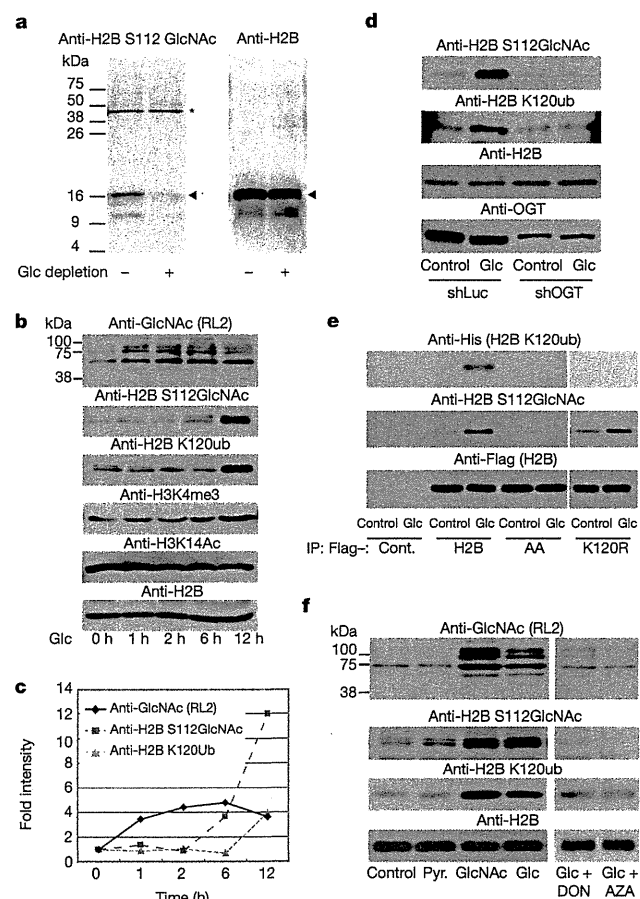 a
Anti-H2B S112 GlcNAc
Anti-H2B
kDa
75
50
38
26
*
16
9
4
Glc depletion
− + − +
b
kDa
Anti-GlcNAc (RL2)
100
75
38
Anti-H2B S112GlcNAc
Anti-H2B K120ub
Anti-H3K4me3
Anti-H3K14Ac
Anti-H2B
Glc 0 h 1 h 2 h 6 h 12 h
c
14
12
10
8
6
4
2
0
Fold intensity
Anti-GlcNAc (RL2)
Anti-H2B S112GlcNAc
Anti-H2B K120Ub
0 1 2 6 12
Time (h)
d
Anti-H2B S112GlcNAc
Anti-H2B K120ub
Anti-H2B
Anti-OGT
Control Glc Control Glc
shLuc shOGT
e
Anti-His (H2B K120ub)
Anti-H2B S112GlcNAc
Anti-Flag (H2B)
Control Glc Control Glc Control Glc Control Glc
IP: Flag–: Cont. H2B AA K120R
f
kDa
Anti-GlcNAc (RL2)
100
75
38
Anti-H2B S112GlcNAc
Anti-H2B K120ub
Anti-H2B
Control Pyr. GlcNAc Glc Glc + DON Glc + AZA